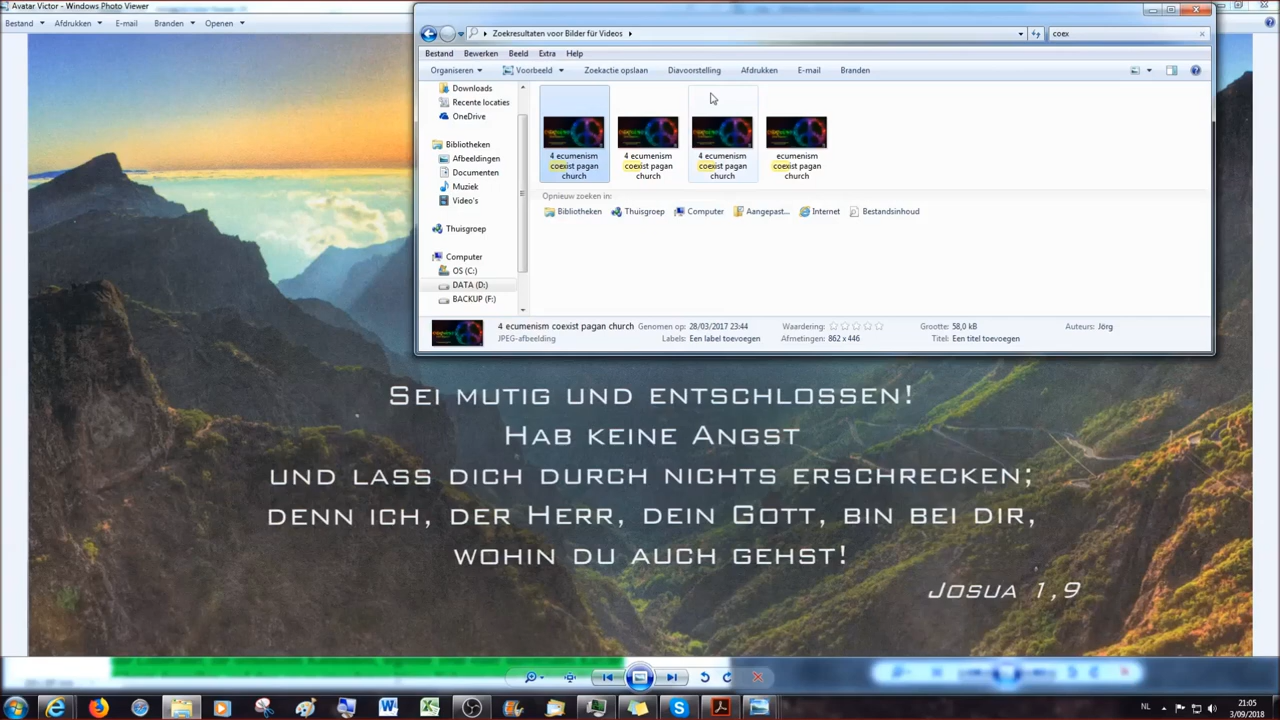 Avatar Victor - Windows Photo Viewer
Bestand Afdrukken E-mail Branden Openen
Zoekresultaten voor Bilder für Videos
coex
Bestand Bewerken Beeld Extra Help
Organiseren Voorbeeld Zoekactie opslaan Diavoorstelling Afdrukken E-mail Branden
Downloads
Recente locaties
OneDrive
Bibliotheken
Afbeeldingen
Documenten
Muziek
Video's
Thuisgroep
Computer
OS (C:)
DATA (D:)
BACKUP (F:)
4 ecumenism
coexist pagan
church
4 ecumenism
coexist pagan
church
4 ecumenism
coexist pagan
church
ecumenism
coexist pagan
church
Opnieuw zoeken in:
Bibliotheken Thuisgroep Computer Aangepast... Internet Bestandsinhoud
4 ecumenism coexist pagan church Genomen op: 28/03/2017 23:44 Waardering: Grootte: 58,0 kB Auteurs: Jörg
JPEG-afbeelding Labels: Een label toevoegen Afmetingen: 862 x 446 Titel: Een titel toevoegen
Sei mutig und entschlossen!
Hab keine Angst
und lass dich durch nichts erschrecken;
denn ich, der Herr, dein Gott, bin bei dir,
wohin du auch gehst!
Josua 1,9
NL 21:05
3/09/2018